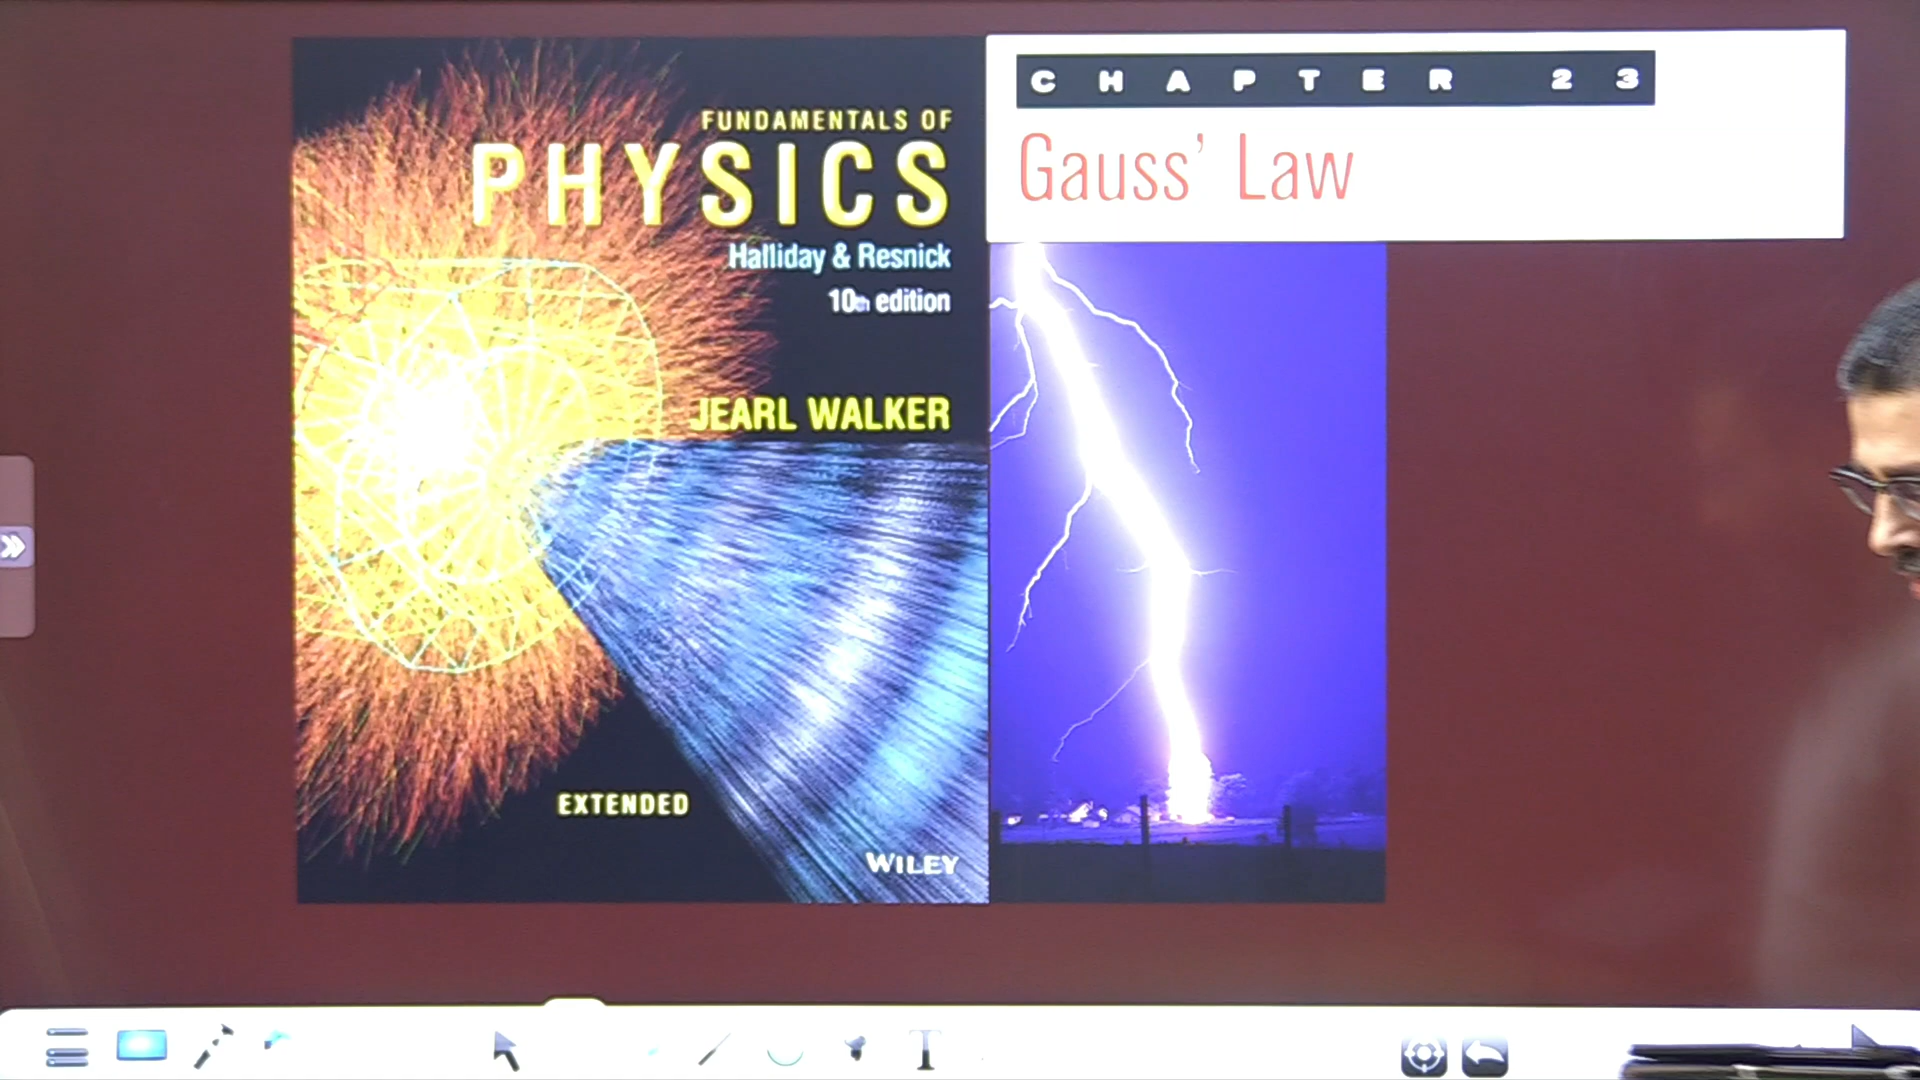 FUNDAMENTALS OF
PHYSICS
Halliday & Resnick
10th edition
JEARL WALKER
EXTENDED
WILEY
CHAPTER 23
Gauss' Law
T